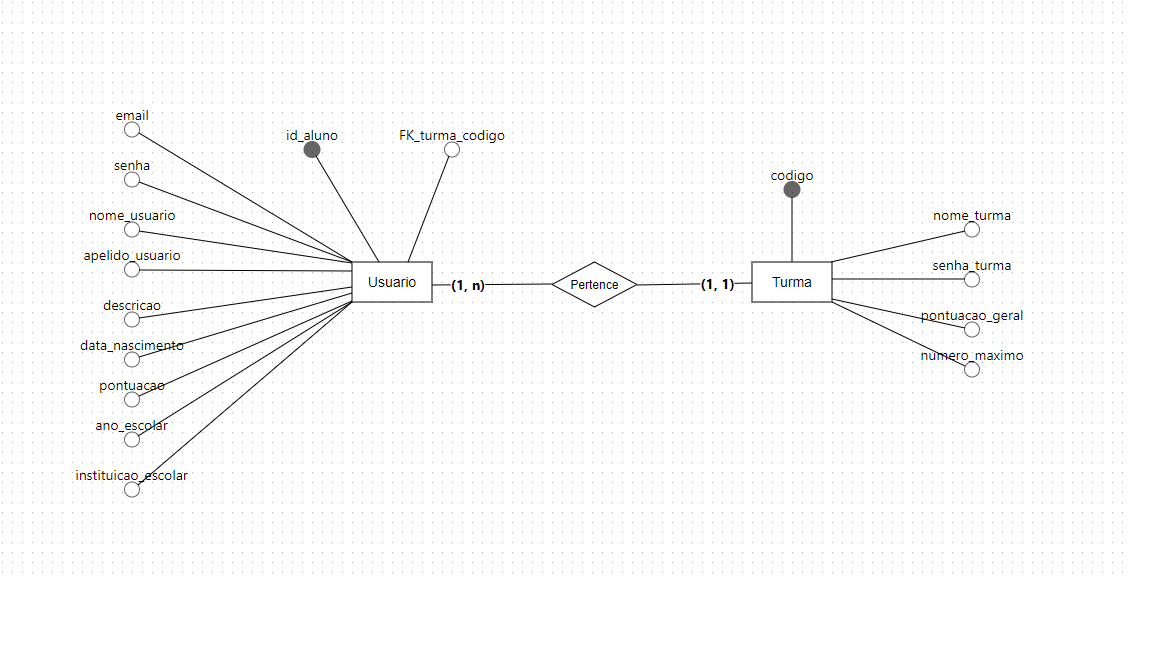 email
senha
nome_usuario
apelido_usuario
descricao
data_nascimento
pontuacao
ano_escolar
instituicao_escolar
id_aluno
FK_turma_codigo
Usuario
(1, n)
Pertence
(1, 1)
Turma
codigo
nome_turma
senha_turma
pontuacao_geral
numero_maximo